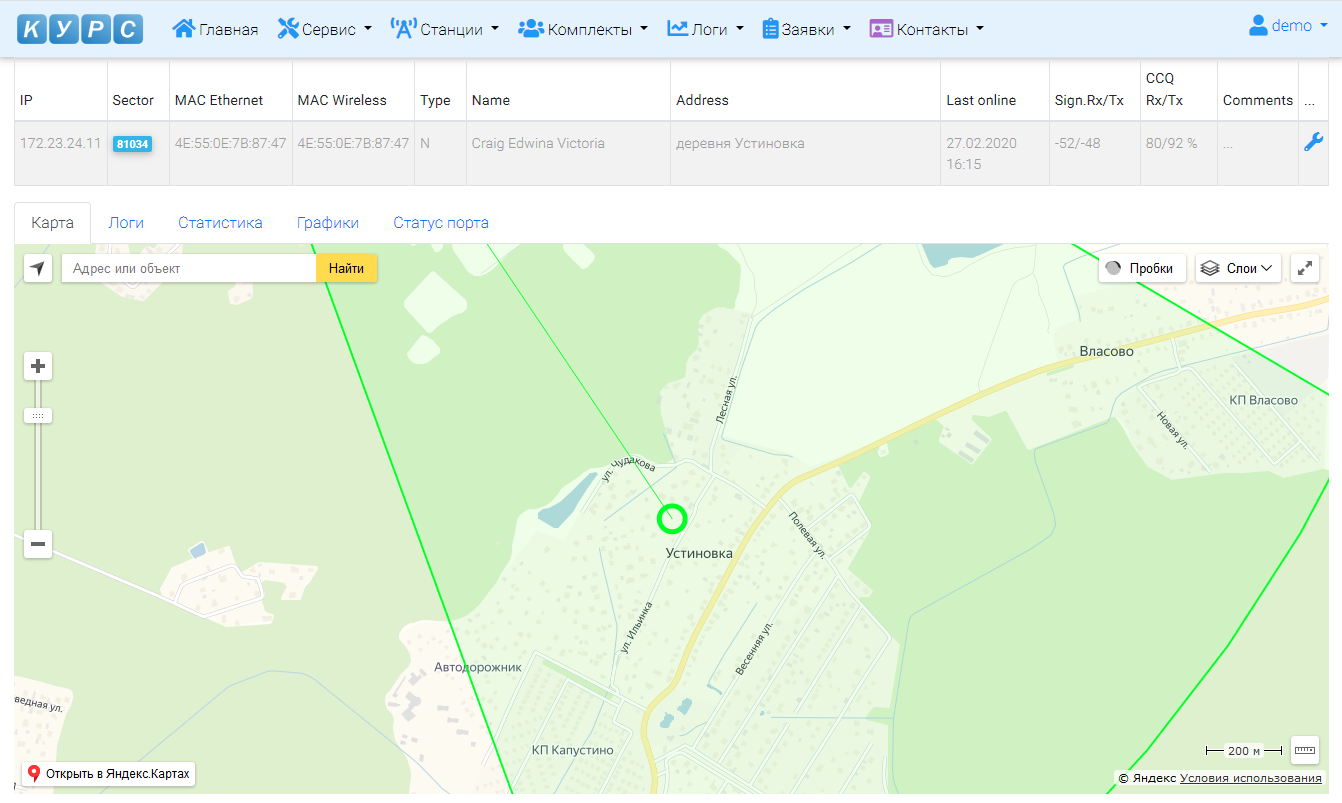 КУРС
Главная
Сервис
Станции
Комплекты
Логи
Заявки
Контакты
demo
IP
Sector
MAC Ethernet
MAC Wireless
Type
Name
Address
Last online
Sign.Rx/Tx
CCQ
Rx/Tx
Comments
...
172.23.24.11
81034
4E:55:0E:7B:87:47
4E:55:0E:7B:87:47
N
Craig Edwina Victoria
деревня Устиновка
27.02.2020
16:15
-52/-48
80/92 %
...
Карта
Логи
Статистика
Графики
Статус порта
Адрес или объект
Найти
Пробки
Слои
Власово
КП Власово
Новая ул.
Лесная ул.
ул. Чудакова
Полевая ул.
Устиновка
ул. Ильинка
Весенняя ул.
Автодорожник
ведная ул.
КП Капустино
200 м
Открыть в Яндекс.Картах
© Яндекс Условия использования